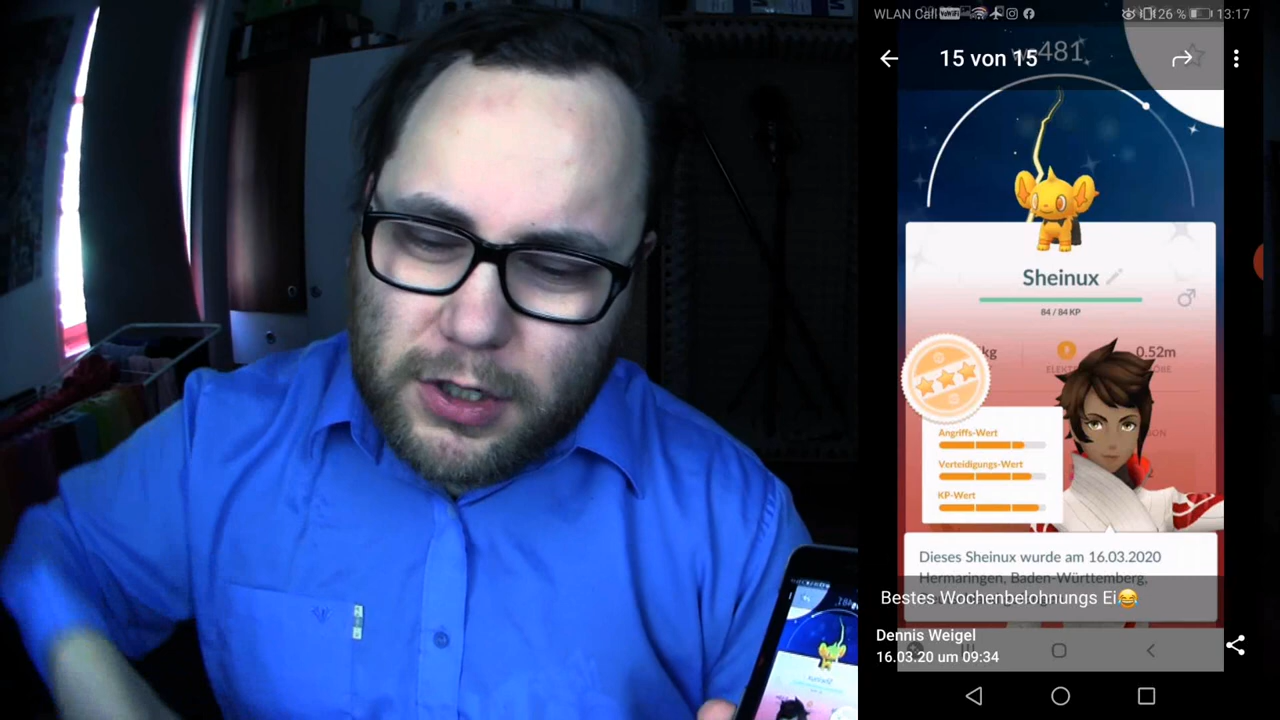 WLAN Call 26 % 13:17
15 von 15
481
Sheinux
84 / 84 KP
kg 0.52m
Angriffs-Wert
Verteidigungs-Wert
KP-Wert
Dieses Sheinux wurde am 16.03.2020
Hermaringen, Baden-Württemberg,
Bestes Wochenbelohnungs Ei😂
Dennis Weigel
16.03.20 um 09:34